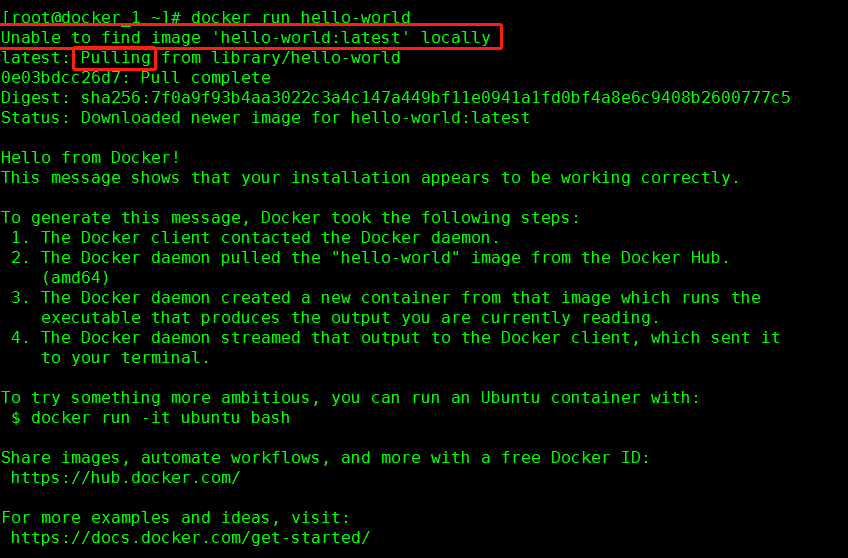 [root@docker_1 ~]# docker run hello-world
Unable to find image 'hello-world:latest' locally
latest: Pulling from library/hello-world
0e03bdcc26d7: Pull complete
Digest: sha256:7f0a9f93b4aa3022c3a4c147a449bf11e0941a1fd0bf4a8e6c9408b2600777c5
Status: Downloaded newer image for hello-world:latest

Hello from Docker!
This message shows that your installation appears to be working correctly.

To generate this message, Docker took the following steps:
 1. The Docker client contacted the Docker daemon.
 2. The Docker daemon pulled the "hello-world" image from the Docker Hub.
    (amd64)
 3. The Docker daemon created a new container from that image which runs the
    executable that produces the output you are currently reading.
 4. The Docker daemon streamed that output to the Docker client, which sent it
    to your terminal.

To try something more ambitious, you can run an Ubuntu container with:
 $ docker run -it ubuntu bash

Share images, automate workflows, and more with a free Docker ID:
 https://hub.docker.com/

For more examples and ideas, visit:
 https://docs.docker.com/get-started/